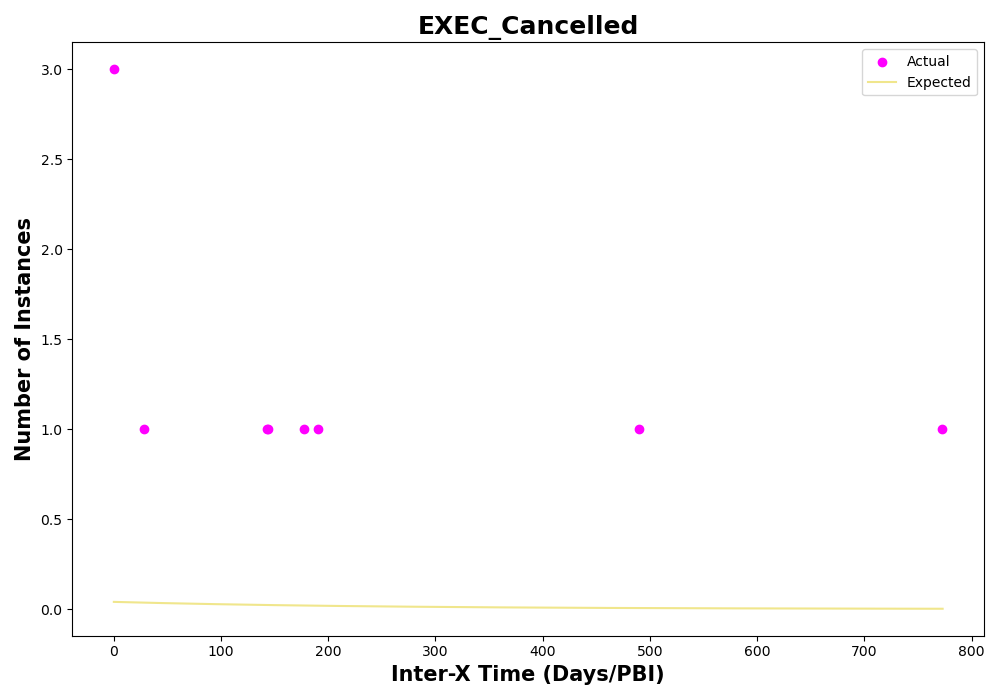 EXEC_Cancelled
Actual
Expected
Number of Instances
3.0
2.5
2.0
1.5
1.0
0.5
0.0
0 100 200 300 400 500 600 700 800
Inter-X Time (Days/PBI)